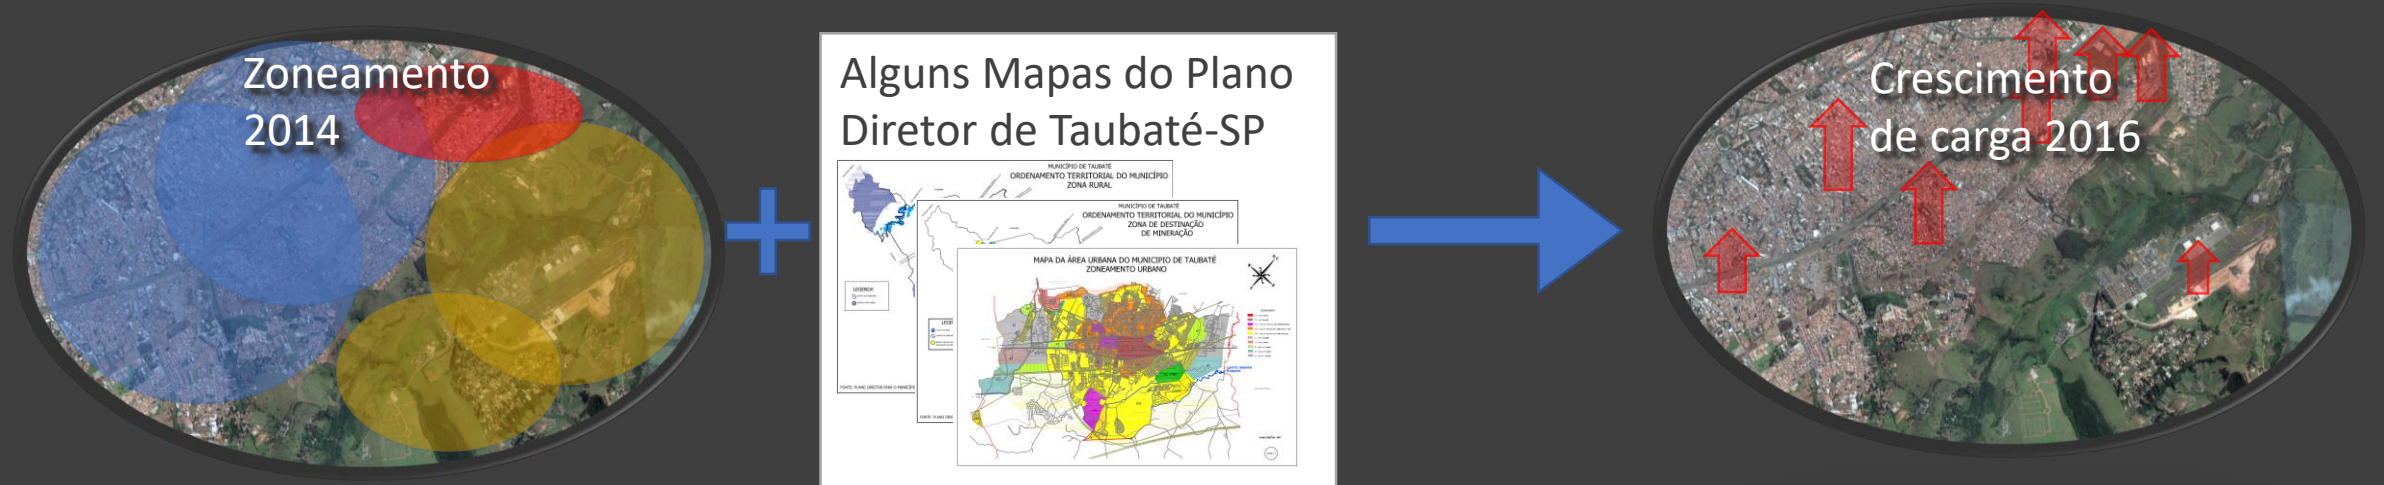 Zoneamento
2014
Alguns Mapas do Plano
Diretor de Taubaté-SP
MUNICÍPIO DE TAUBATÉ
ORDENAMENTO TERRITORIAL DO MUNICÍPIO
ZONA RURAL
LEGENDA
MUNICÍPIO DE TAUBATÉ
ORDENAMENTO TERRITORIAL DO MUNICÍPIO
ZONA DE DESTINAÇÃO
DE MINERAÇÃO
MAPA DA ÁREA URBANA DO MUNICIPIO DE TAUBATÉ
ZONEAMENTO URBANO
Crescimento
de carga 2016